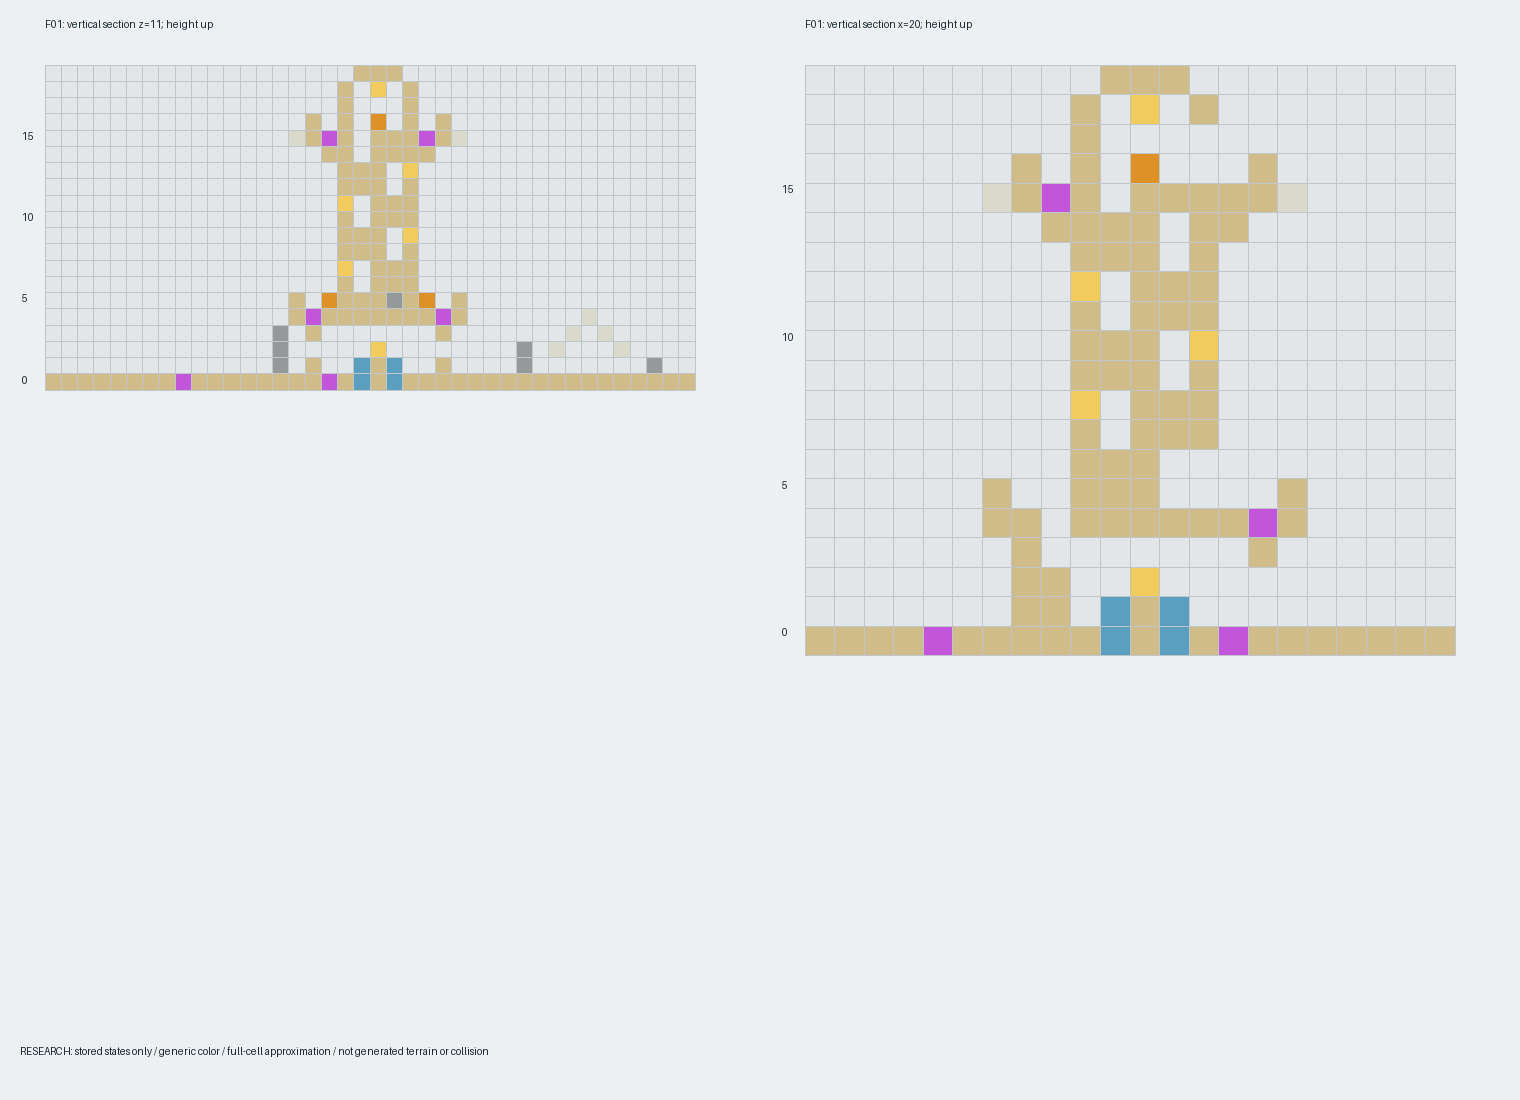 F01: vertical section z=11; height up
F01: vertical section x=20; height up
15
10
5
0
15
10
5
0
RESEARCH: stored states only / generic color / full-cell approximation / not generated terrain or collision